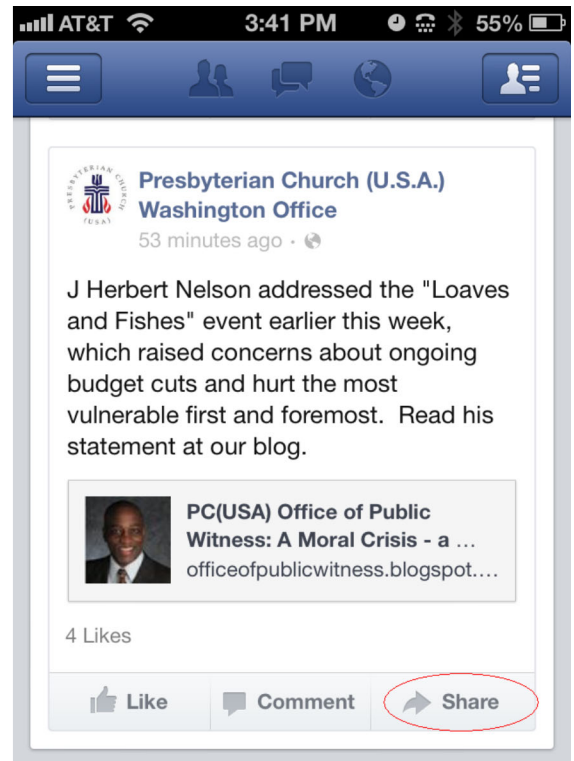 AT&T 3:41 PM 55%
PRESBYTERIAN CHURCH (USA)
Presbyterian Church (U.S.A.)
Washington Office
53 minutes ago ·
J Herbert Nelson addressed the "Loaves
and Fishes" event earlier this week,
which raised concerns about ongoing
budget cuts and hurt the most
vulnerable first and foremost.  Read his
statement at our blog.
PC(USA) Office of Public
Witness: A Moral Crisis - a ...
officeofpublicwitness.blogspot....
4 Likes
Like Comment Share